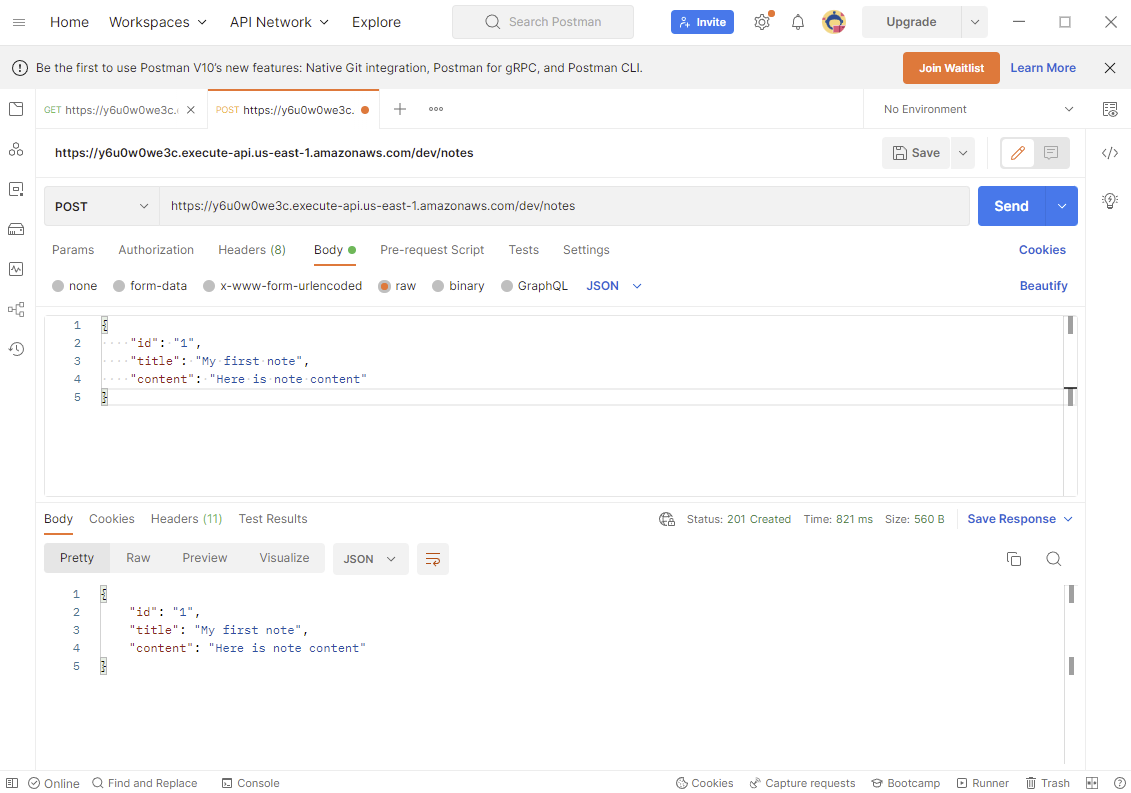 Home Workspaces API Network Explore Search Postman Invite Upgrade
Be the first to use Postman V10's new features: Native Git integration, Postman for gRPC, and Postman CLI. Join Waitlist Learn More
GET https://y6u0w0we3c. POST https://y6u0w0we3c. No Environment
https://y6u0w0we3c.execute-api.us-east-1.amazonaws.com/dev/notes Save
POST https://y6u0w0we3c.execute-api.us-east-1.amazonaws.com/dev/notes Send
Params Authorization Headers (8) Body Pre-request Script Tests Settings Cookies
none form-data x-www-form-urlencoded raw binary GraphQL JSON Beautify
1 {
2 "id": "1",
3 "title": "My first note",
4 "content": "Here is note content"
5 }
Body Cookies Headers (11) Test Results Status: 201 Created Time: 821 ms Size: 560 B Save Response
Pretty Raw Preview Visualize JSON
1 {
2 "id": "1",
3 "title": "My first note",
4 "content": "Here is note content"
5 }
Online Find and Replace Console Cookies Capture requests Bootcamp Runner Trash